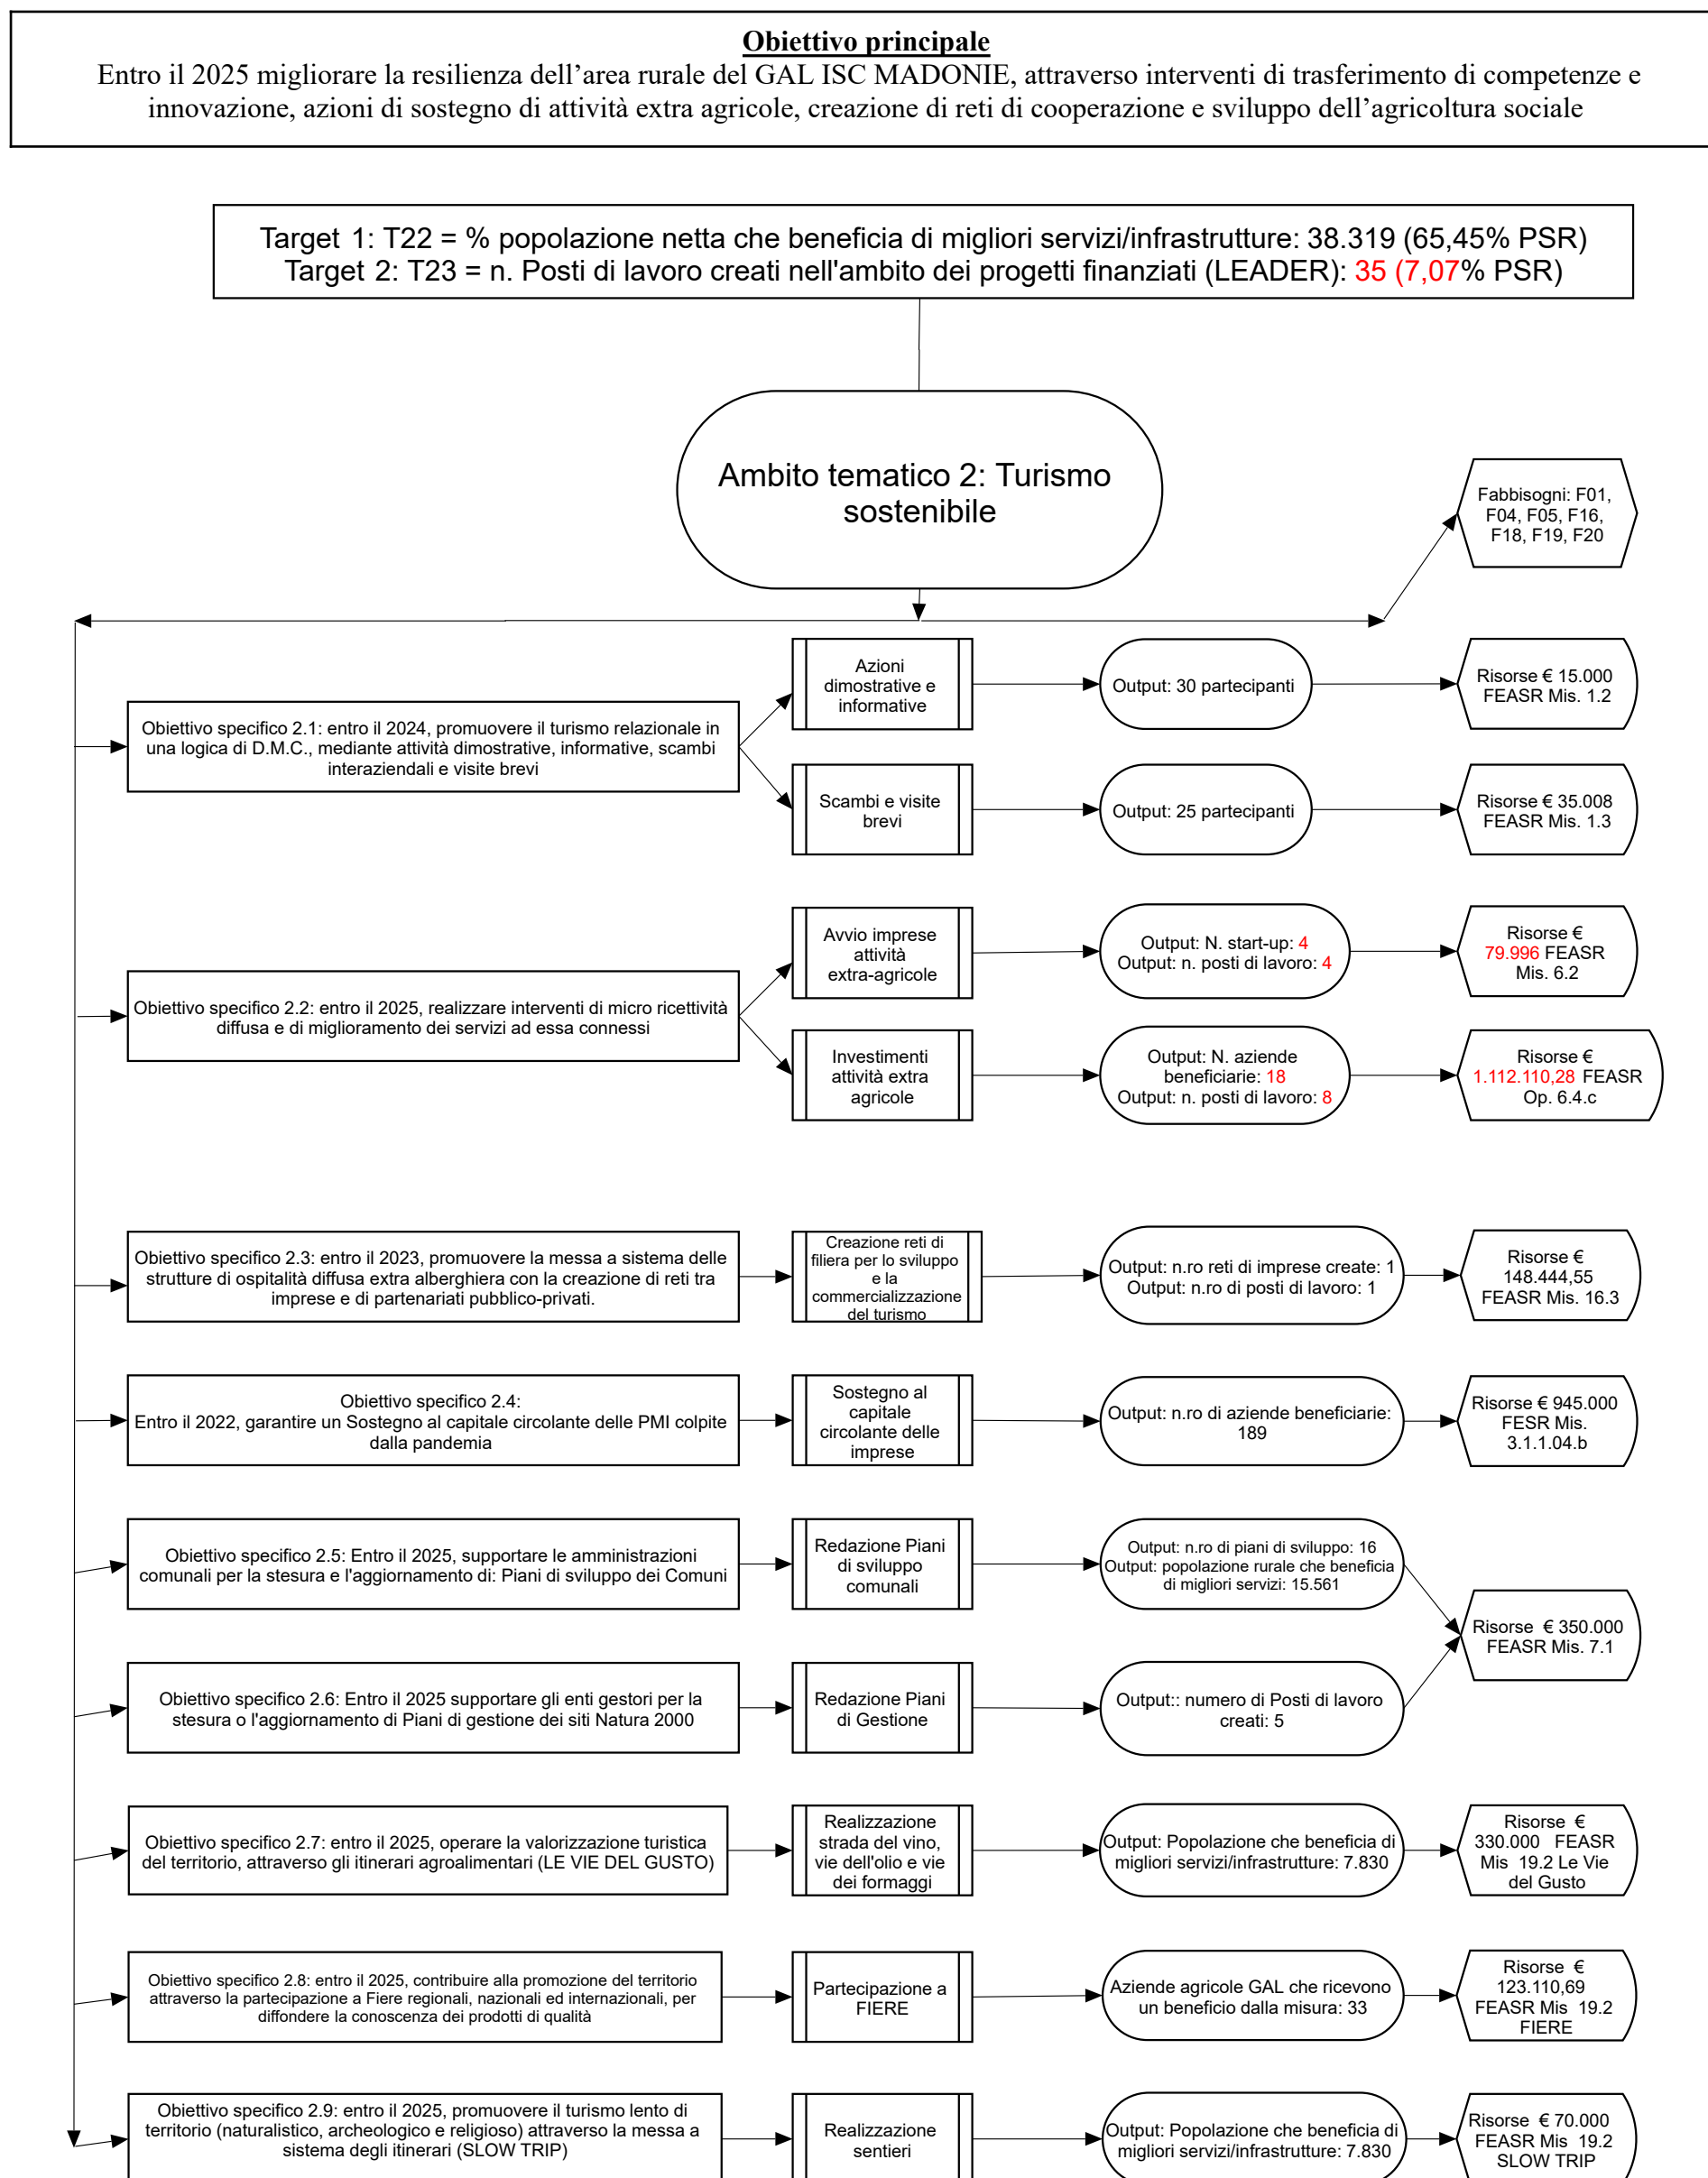 Obiettivo principale
Entro il 2025 migliorare la resilienza dell’area rurale del GAL ISC MADONIE, attraverso interventi di trasferimento di competenze e
innovazione, azioni di sostegno di attività extra agricole, creazione di reti di cooperazione e sviluppo dell’agricoltura sociale
Target 1: T22 = % popolazione netta che beneficia di migliori servizi/infrastrutture: 38.319 (65,45% PSR)
Target 2: T23 = n. Posti di lavoro creati nell'ambito dei progetti finanziati (LEADER): 35 (7,07% PSR)
Ambito tematico 2: Turismo
sostenibile
Fabbisogni: F01,
F04, F05, F16,
F18, F19, F20
Obiettivo specifico 2.1: entro il 2024, promuovere il turismo relazionale in
una logica di D.M.C., mediante attività dimostrative, informative, scambi
interaziendali e visite brevi
Azioni
dimostrative e
informative
Output: 30 partecipanti
Risorse € 15.000
FEASR Mis. 1.2
Scambi e visite
brevi
Output: 25 partecipanti
Risorse € 35.008
FEASR Mis. 1.3
Obiettivo specifico 2.2: entro il 2025, realizzare interventi di micro ricettività
diffusa e di miglioramento dei servizi ad essa connessi
Avvio imprese
attività
extra-agricole
Output: N. start-up: 4
Output: n. posti di lavoro: 4
Risorse €
79.996 FEASR
Mis. 6.2
Investimenti
attività extra
agricole
Output: N. aziende
beneficiarie: 18
Output: n. posti di lavoro: 8
Risorse €
1.112.110,28 FEASR
Op. 6.4.c
Obiettivo specifico 2.3: entro il 2023, promuovere la messa a sistema delle
strutture di ospitalità diffusa extra alberghiera con la creazione di reti tra
imprese e di partenariati pubblico-privati.
Creazione reti di
filiera per lo sviluppo
e la
commercializzazione
del turismo
Output: n.ro reti di imprese create: 1
Output: n.ro di posti di lavoro: 1
Risorse €
148.444,55
FEASR Mis. 16.3
Obiettivo specifico 2.4:
Entro il 2022, garantire un Sostegno al capitale circolante delle PMI colpite
dalla pandemia
Sostegno al
capitale
circolante delle
imprese
Output: n.ro di aziende beneficiarie:
189
Risorse € 945.000
FESR Mis.
3.1.1.04.b
Obiettivo specifico 2.5: Entro il 2025, supportare le amministrazioni
comunali per la stesura e l'aggiornamento di: Piani di sviluppo dei Comuni
Redazione Piani
di sviluppo
comunali
Output: n.ro di piani di sviluppo: 16
Output: popolazione rurale che beneficia
di migliori servizi: 15.561
Risorse € 350.000
FEASR Mis. 7.1
Obiettivo specifico 2.6: Entro il 2025 supportare gli enti gestori per la
stesura o l'aggiornamento di Piani di gestione dei siti Natura 2000
Redazione Piani
di Gestione
Output:: numero di Posti di lavoro
creati: 5
Obiettivo specifico 2.7: entro il 2025, operare la valorizzazione turistica
del territorio, attraverso gli itinerari agroalimentari (LE VIE DEL GUSTO)
Realizzazione
strada del vino,
vie dell'olio e vie
dei formaggi
Output: Popolazione che beneficia di
migliori servizi/infrastrutture: 7.830
Risorse €
330.000 FEASR
Mis 19.2 Le Vie
del Gusto
Obiettivo specifico 2.8: entro il 2025, contribuire alla promozione del territorio
attraverso la partecipazione a Fiere regionali, nazionali ed internazionali, per
diffondere la conoscenza dei prodotti di qualità
Partecipazione a
FIERE
Aziende agricole GAL che ricevono
un beneficio dalla misura: 33
Risorse €
123.110,69
FEASR Mis 19.2
FIERE
Obiettivo specifico 2.9: entro il 2025, promuovere il turismo lento di
territorio (naturalistico, archeologico e religioso) attraverso la messa a
sistema degli itinerari (SLOW TRIP)
Realizzazione
sentieri
Output: Popolazione che beneficia di
migliori servizi/infrastrutture: 7.830
Risorse € 70.000
FEASR Mis 19.2
SLOW TRIP